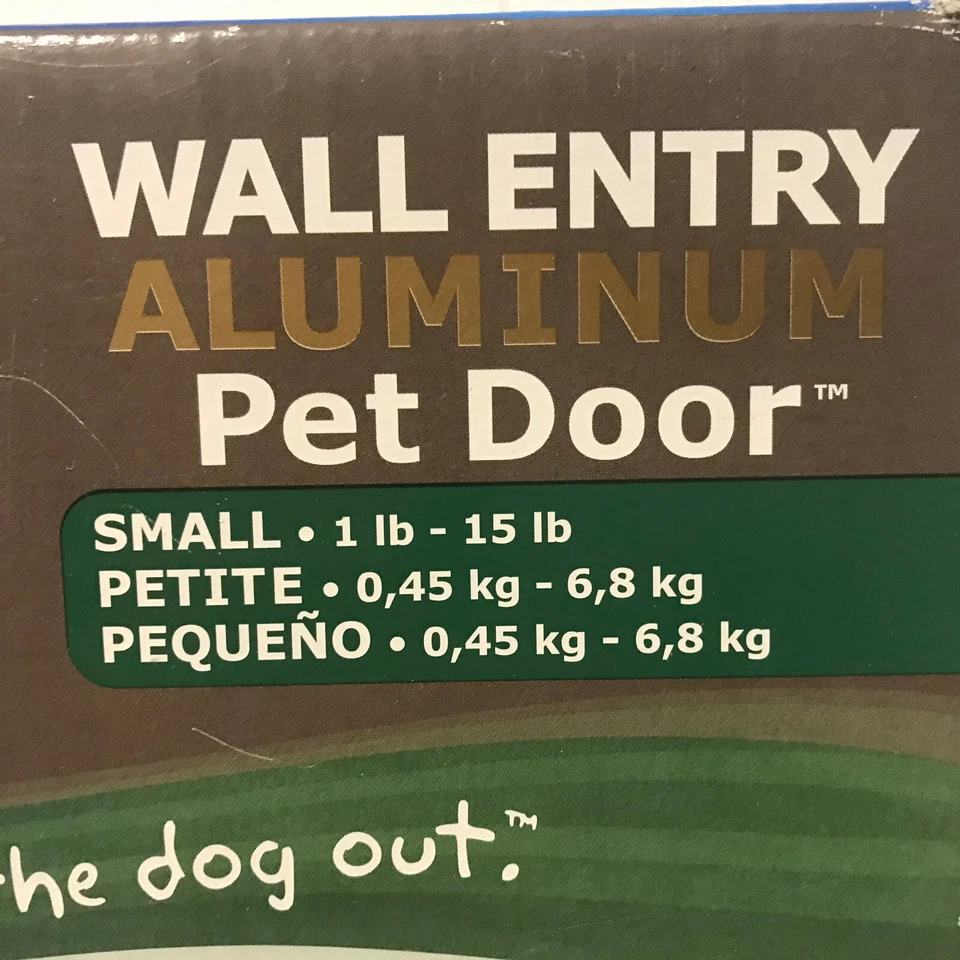 WALL ENTRY
ALUMINUM
Pet Door™
SMALL • 1 lb - 15 lb
PETITE • 0,45 kg - 6,8 kg
PEQUEÑO • 0,45 kg - 6,8 kg
the dog out.™